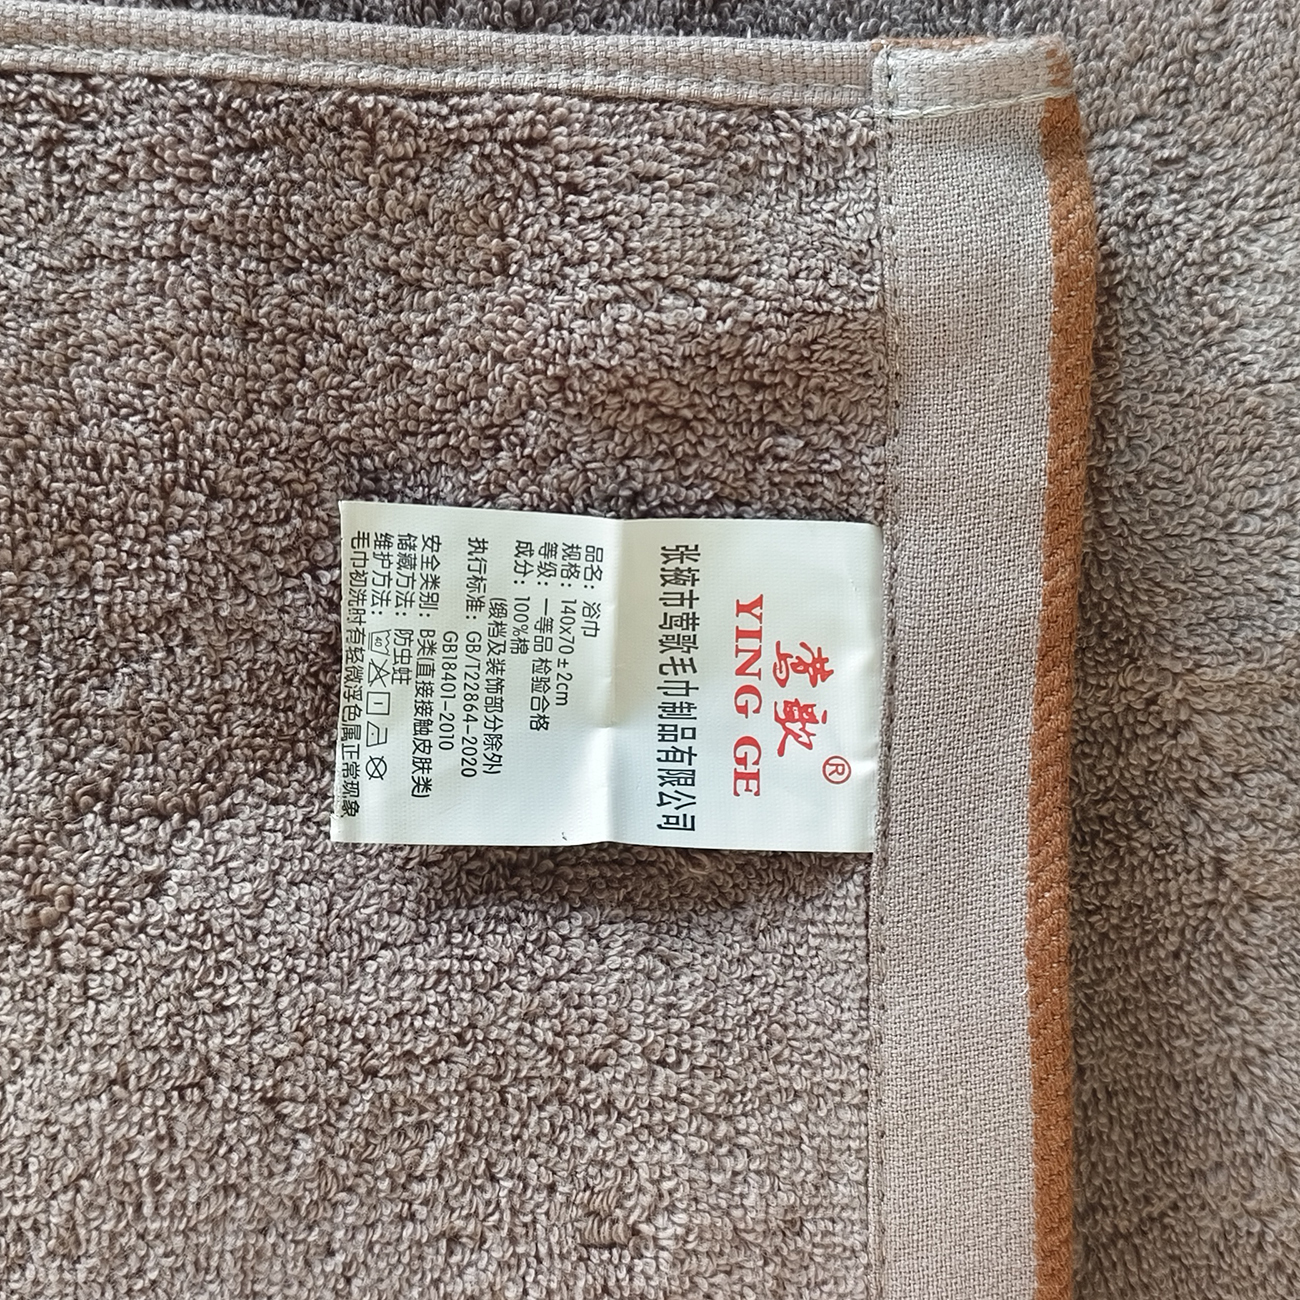 莺歌®
YING GE
张薇市莺歌毛巾制品有限公司
品名：浴巾
规格：140x70±2cm
等级：一等品 检验合格
成分：100%棉
(缎档及装饰部分除外)
执行标准：GB/T22864-2020
GB18401-2010
安全类别：B类(直接接触皮肤类)
储藏方法：防虫蛀
维护方法：
毛巾初洗时有轻微浮色属正常现象